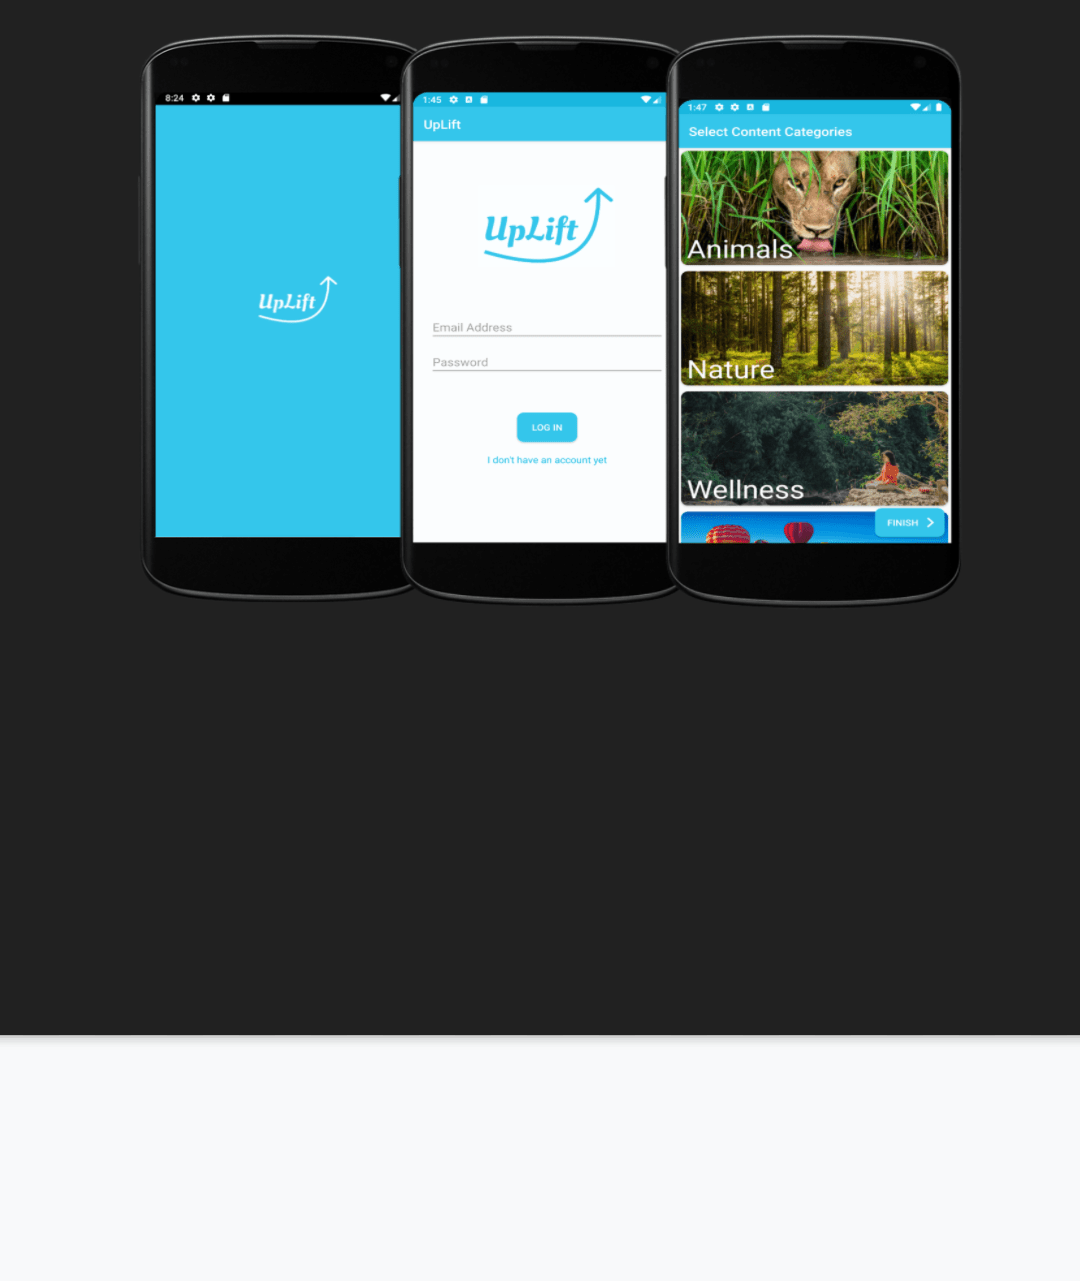 8:24
UpLift
1:45
UpLift
UpLift
Email Address
Password
LOG IN
I don't have an account yet
1:47
Select Content Categories
Animals
Nature
Wellness
FINISH